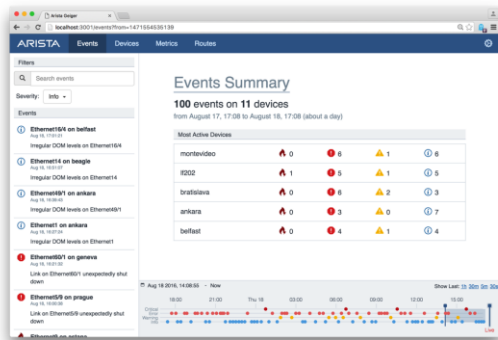 Arista Geiger
localhost:3001/events?from=1471554535139
ARISTA Events Devices Metrics Routes
Filters
Search events
Severity: Info
Events
Ethernet16/4 on belfast
Irregular DOM levels on Ethernet16/4
Ethernet14 on beagle
Irregular DOM levels on Ethernet14
Ethernet49/1 on ankara
Irregular DOM levels on Ethernet49/1
Ethernet1 on ankara
Irregular DOM levels on Ethernet1
Ethernet60/1 on geneva
Link on Ethernet60/1 unexpectedly shut
down
Ethernet5/9 on prague
Link on Ethernet5/9 unexpectedly shut
down
Events Summary
100 events on 11 devices
from August 17, 17:08 to August 18, 17:08 (about a day)
Most Active Devices
montevideo 0 6 1 6
lf202 1 5 1 5
bratislava 0 6 2 3
ankara 0 3 0 7
belfast 0 4 1 4
Aug 18 2016, 14:08:55 - Now
Show Last: 1h 30m 5m 30s
18:00 21:00 Thu 18 03:00 06:00 09:00 12:00 15:00
Critical
Error
Warning
Info
Live